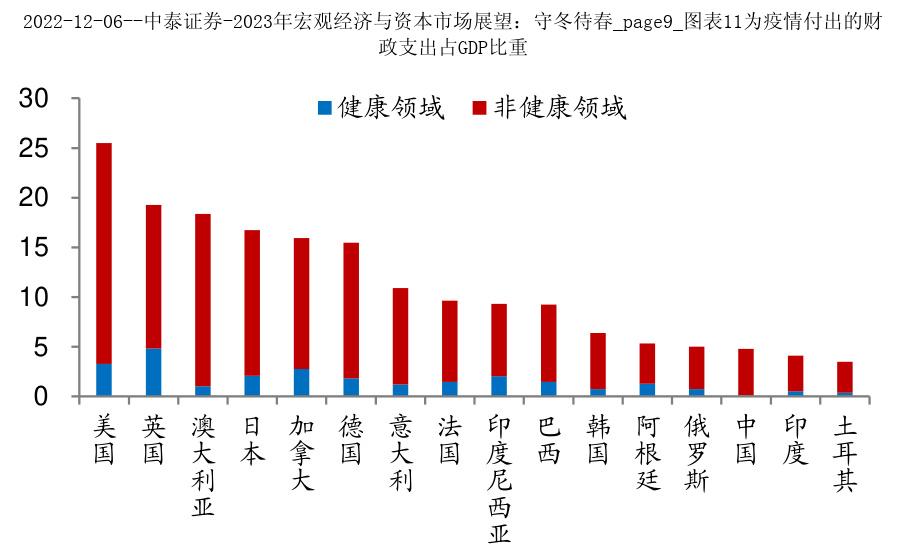 2022-12-06--中泰证券-2023年宏观经济与资本市场展望：守冬待春_page9_图表11为疫情付出的财
政支出占GDP比重
30
25
20
15
10
5
0
健康领域 非健康领域
美国
英国
澳大利亚
日本
加拿大
德国
意大利
法国
印度尼西亚
巴西
韩国
阿根廷
俄罗斯
中国
印度
土耳其